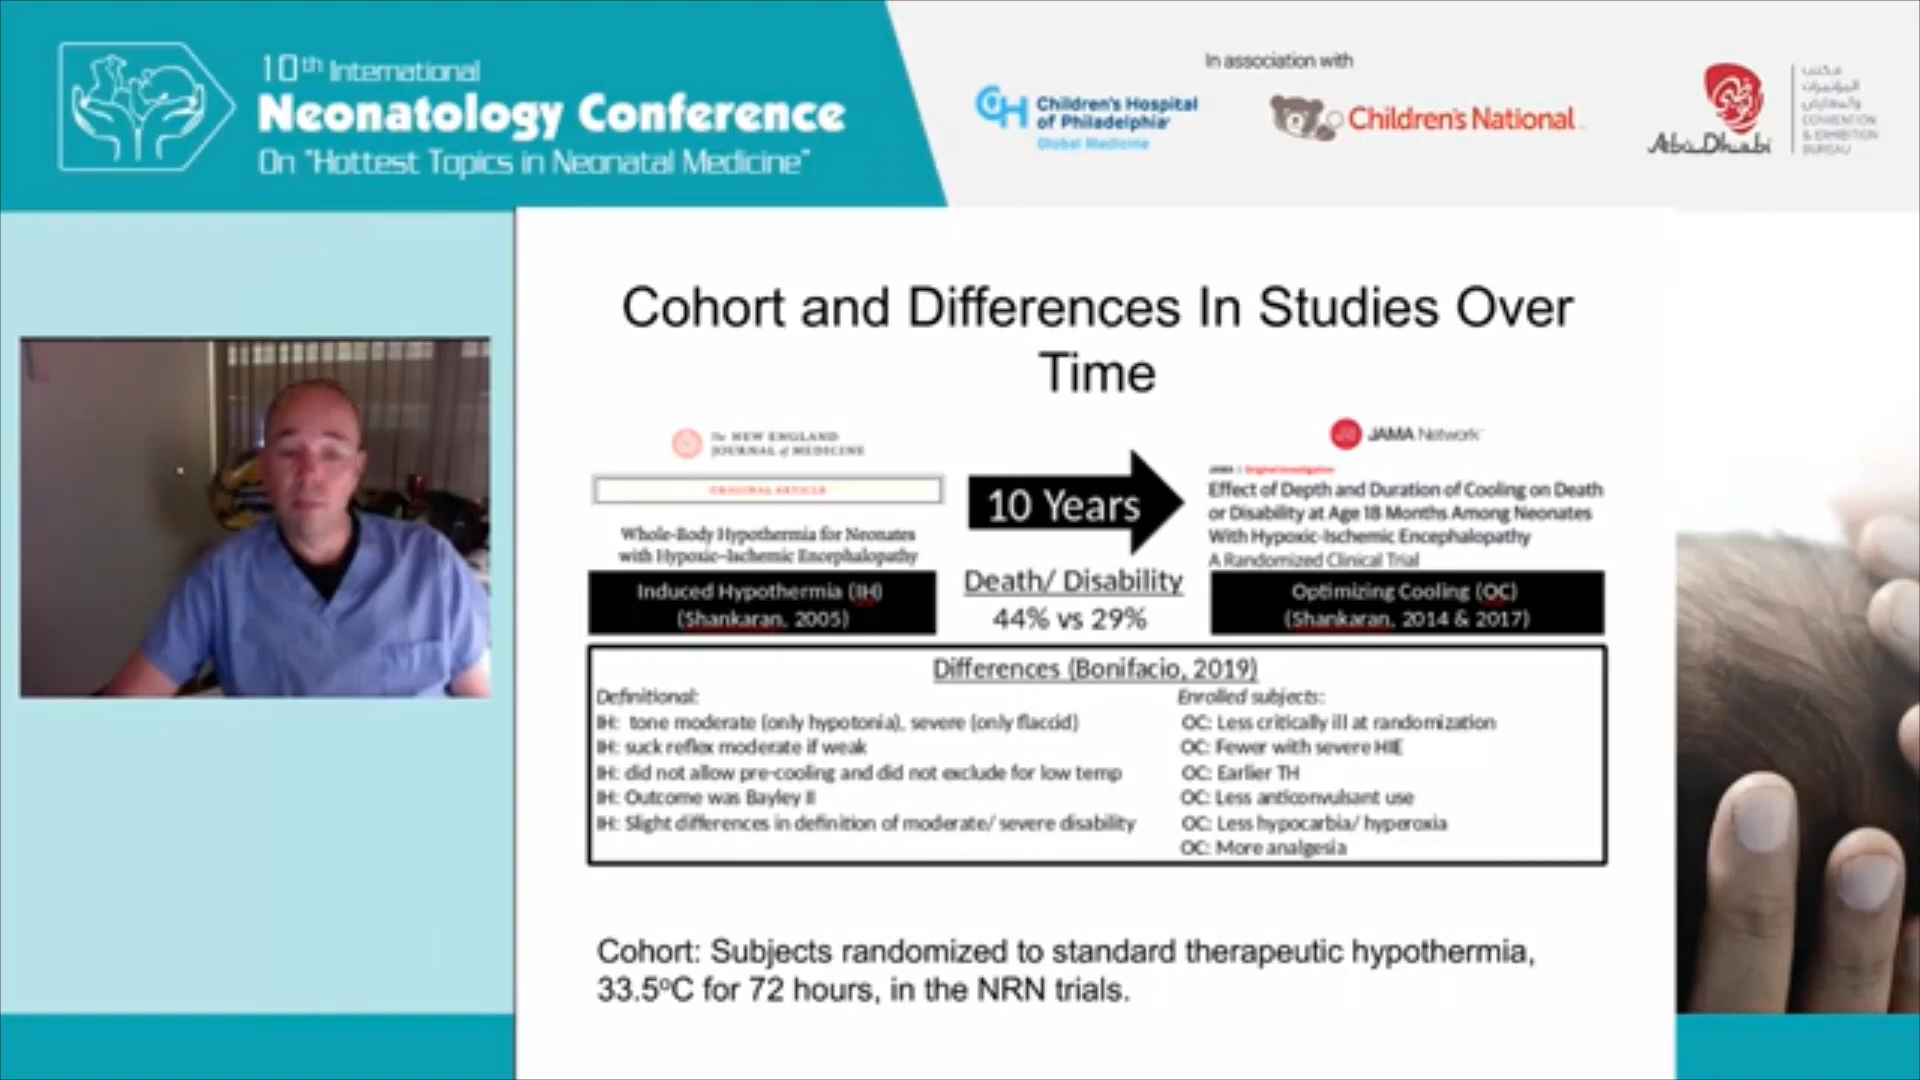 10th International
Neonatology Conference
On "Hottest Topics in Neonatal Medicine"
In association with
Children's Hospital
of Philadelphia
Global Medicine
Children's National
Abu Dhabi
مكتب
المؤتمرات
والمعارض
CONVENTION
& EXHIBITION
BUREAU
Cohort and Differences In Studies Over
Time
The NEW ENGLAND
JOURNAL of MEDICINE
ORIGINAL ARTICLE
Whole-Body Hypothermia for Neonates
with Hypoxic–Ischemic Encephalopathy
Induced Hypothermia (IH)
(Shankaran, 2005)
10 Years
Death/ Disability
44% vs 29%
JAMA Network
JAMA | Original Investigation
Effect of Depth and Duration of Cooling on Death
or Disability at Age 18 Months Among Neonates
With Hypoxic-Ischemic Encephalopathy
A Randomized Clinical Trial
Optimizing Cooling (OC)
(Shankaran, 2014 & 2017)
Differences (Bonifacio, 2019)
Definitional:
IH: tone moderate (only hypotonia), severe (only flaccid)
IH: suck reflex moderate if weak
IH: did not allow pre-cooling and did not exclude for low temp
IH: Outcome was Bayley II
IH: Slight differences in definition of moderate/ severe disability
Enrolled subjects:
OC: Less critically ill at randomization
OC: Fewer with severe HIE
OC: Earlier TH
OC: Less anticonvulsant use
OC: Less hypocarbia/ hyperoxia
OC: More analgesia
Cohort: Subjects randomized to standard therapeutic hypothermia,
33.5ºC for 72 hours, in the NRN trials.